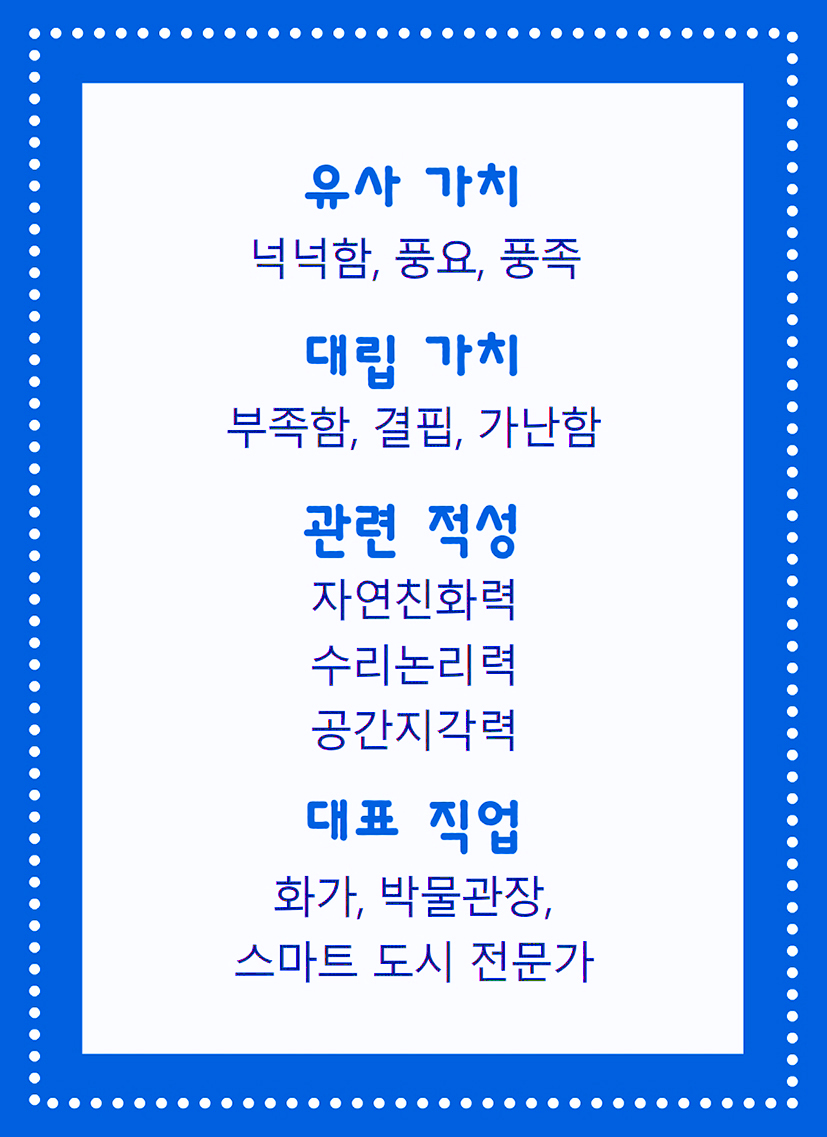 유사 가치
넉넉함, 풍요, 풍족
대립 가치
부족함, 결핍, 가난함
관련 적성
자연친화력
수리논리력
공간지각력
대표 직업
화가, 박물관장,
스마트 도시 전문가